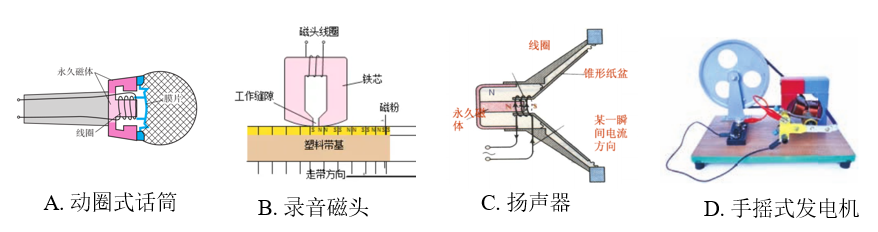 永久磁体
膜片
线圈
A. 动圈式话筒
磁头线圈
铁芯
工作缝隙
磁粉
S N N S S N N S S N N S
塑料带基
走带方向
B. 录音磁头
线圈
锥形纸盆
N
永久磁体
某一瞬间电流方向
C. 扬声器
D. 手摇式发电机